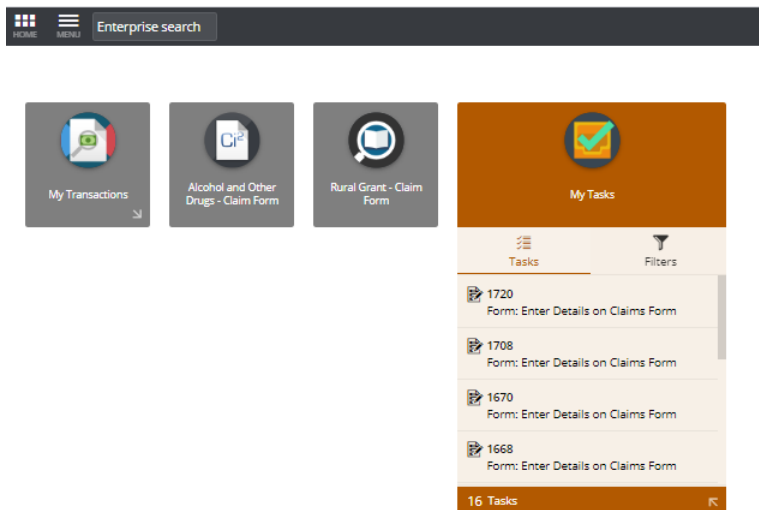 HOME
MENU
Enterprise search
My Transactions
Ci²
Alcohol and Other
Drugs - Claim Form
Rural Grant - Claim
Form
My Tasks
Tasks
Filters
1720
Form: Enter Details on Claims Form
1708
Form: Enter Details on Claims Form
1670
Form: Enter Details on Claims Form
1668
Form: Enter Details on Claims Form
16 Tasks